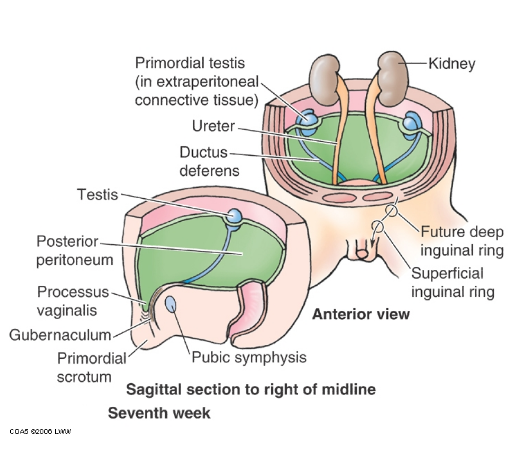 Primordial testis
(in extraperitoneal
connective tissue)
Kidney
Ureter
Ductus
deferens
Testis
Posterior
peritoneum
Future deep
inguinal ring
Superficial
inguinal ring
Processus
vaginalis
Anterior view
Gubernaculum
Primordial
scrotum
Pubic symphysis
Sagittal section to right of midline
Seventh week
COA5 ©2006 LWW